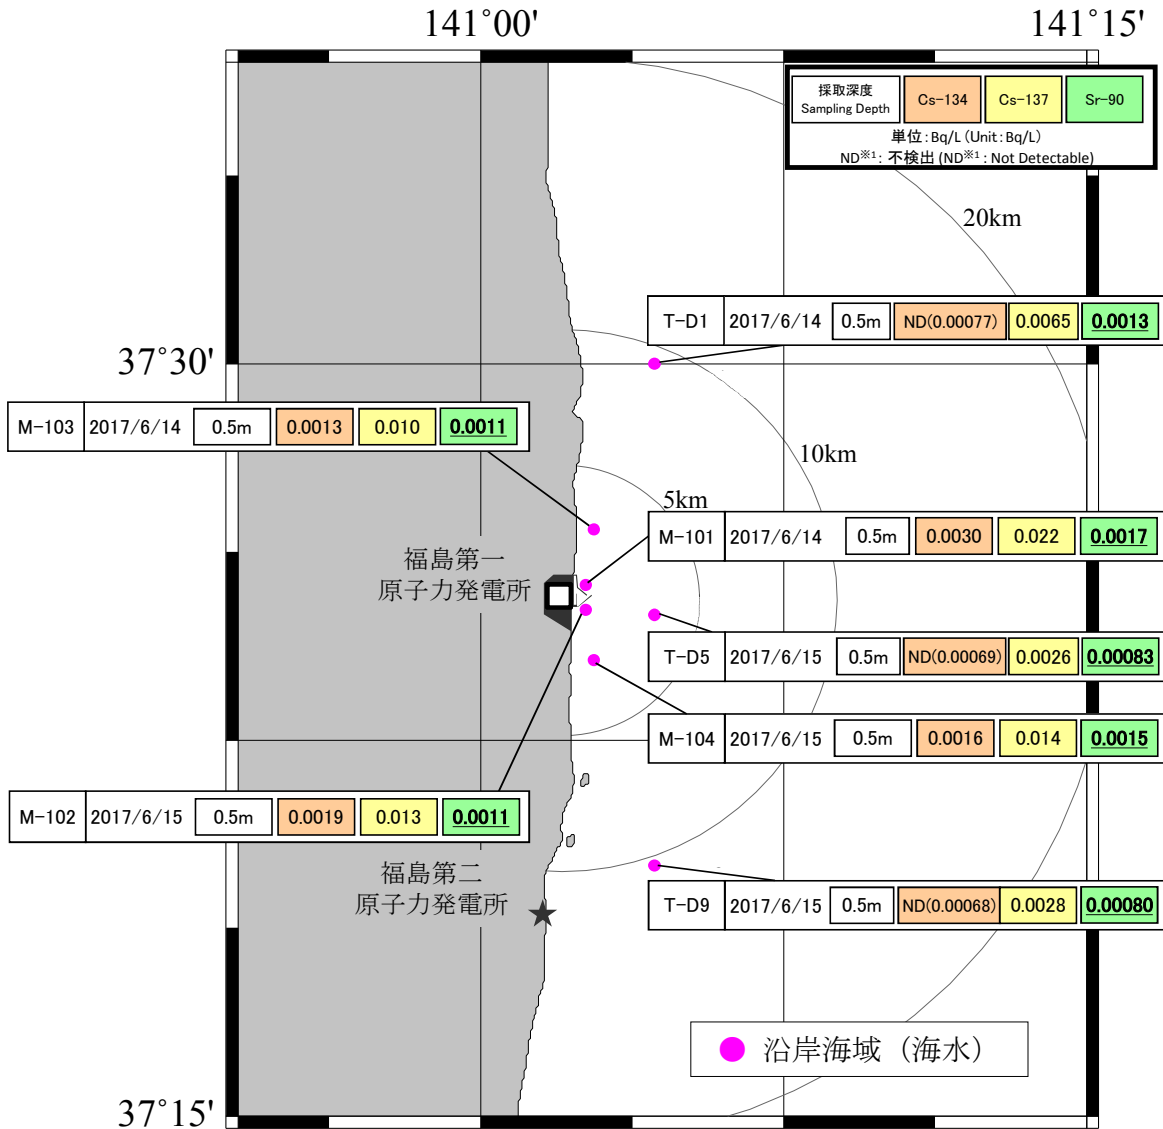 141°00'
141°15'
採取深度
Sampling Depth
Cs-134
Cs-137
Sr-90
単位:Bq/L (Unit:Bq/L)
ND※1: 不検出 (ND※1: Not Detectable)
20km
T-D1 2017/6/14 0.5m ND(0.00077) 0.0065 0.0013
37°30'
M-103 2017/6/14 0.5m 0.0013 0.010 0.0011
10km
5km
M-101 2017/6/14 0.5m 0.0030 0.022 0.0017
福島第一
原子力発電所
T-D5 2017/6/15 0.5m ND(0.00069) 0.0026 0.00083
M-104 2017/6/15 0.5m 0.0016 0.014 0.0015
M-102 2017/6/15 0.5m 0.0019 0.013 0.0011
福島第二
原子力発電所
T-D9 2017/6/15 0.5m ND(0.00068) 0.0028 0.00080
沿岸海域（海水）
37°15'